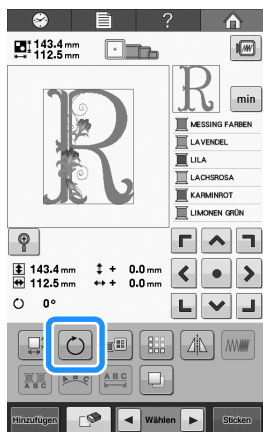 ?
143.4 mm
112.5 mm
R
R
min
MESSING FARBEN
LAVENDEL
LILA
LACHSROSA
KARMINROT
LIMONEN GRÜN
143.4 mm + 0.0 mm
112.5 mm + 0.0 mm
0°
ABC ABC ABC
Hinzufügen Wählen Sticken